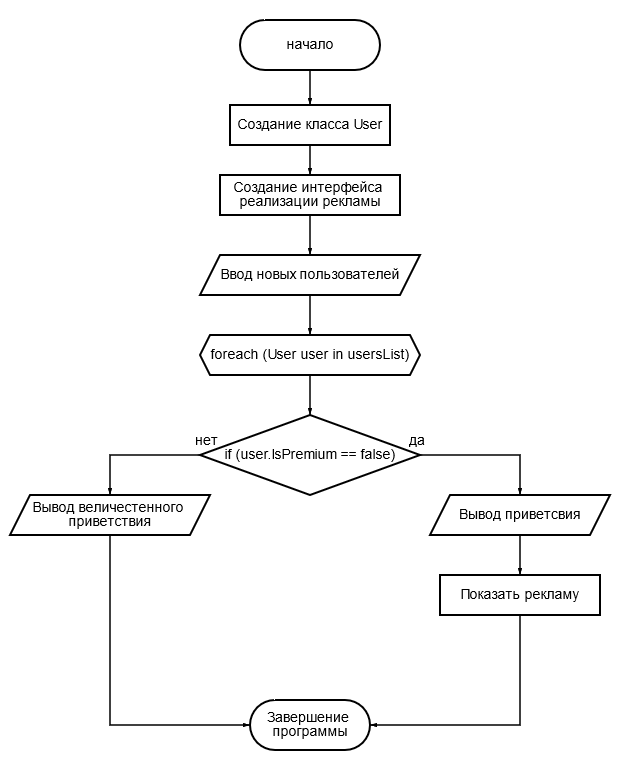 начало
Создание класса User
Создание интерфейса
реализации рекламы
Ввод новых пользователей
foreach (User user in usersList)
нет
да
if (user.IsPremium == false)
Вывод величестенного
приветствия
Вывод приветсвия
Показать рекламу
Завершение
программы